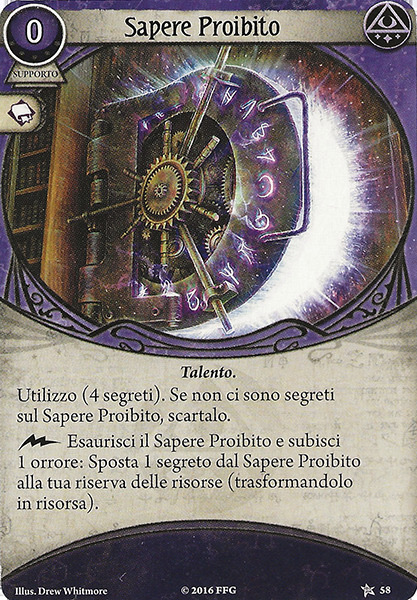 Sapere Proibito
0
SUPPORTO
Talento.
Utilizzo (4 segreti). Se non ci sono segreti
sul Sapere Proibito, scartalo.
Esaurisci il Sapere Proibito e subisci
1 orrore: Sposta 1 segreto dal Sapere Proibito
alla tua riserva delle risorse (trasformandolo
in risorsa).
Illus. Drew Whitmore
© 2016 FFG
58